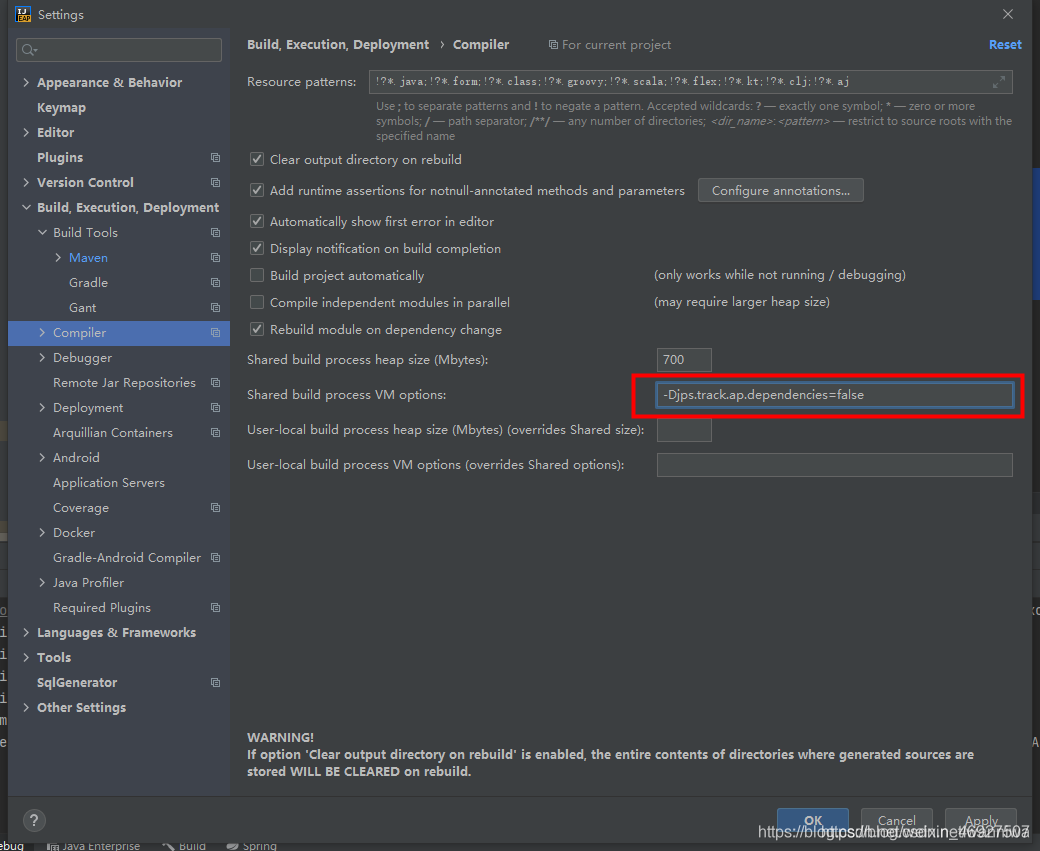 Settings
Build, Execution, Deployment › Compiler
For current project
Reset
Appearance & Behavior
Keymap
Editor
Plugins
Version Control
Build, Execution, Deployment
Build Tools
Maven
Gradle
Gant
Compiler
Debugger
Remote Jar Repositories
Deployment
Arquillian Containers
Android
Application Servers
Coverage
Docker
Gradle-Android Compiler
Java Profiler
Required Plugins
Languages & Frameworks
Tools
SqlGenerator
Other Settings
Resource patterns: !?*.java;!?*.form;!?*.class;!?*.groovy;!?*.scala;!?*.flex;!?*.kt;!?*.clj;!?*.aj
Use ; to separate patterns and ! to negate a pattern. Accepted wildcards: ? — exactly one symbol; * — zero or more
symbols; / — path separator; /**/ — any number of directories; <dir_name>:<pattern> — restrict to source roots with the
specified name
Clear output directory on rebuild
Add runtime assertions for notnull-annotated methods and parameters Configure annotations...
Automatically show first error in editor
Display notification on build completion
Build project automatically (only works while not running / debugging)
Compile independent modules in parallel (may require larger heap size)
Rebuild module on dependency change
Shared build process heap size (Mbytes): 700
Shared build process VM options: -Djps.track.ap.dependencies=false
User-local build process heap size (Mbytes) (overrides Shared size):
User-local build process VM options (overrides Shared options):
WARNING!
If option 'Clear output directory on rebuild' is enabled, the entire contents of directories where generated sources are
stored WILL BE CLEARED on rebuild.
? OK Cancel Apply
ebug Java Enterprise Build Spring